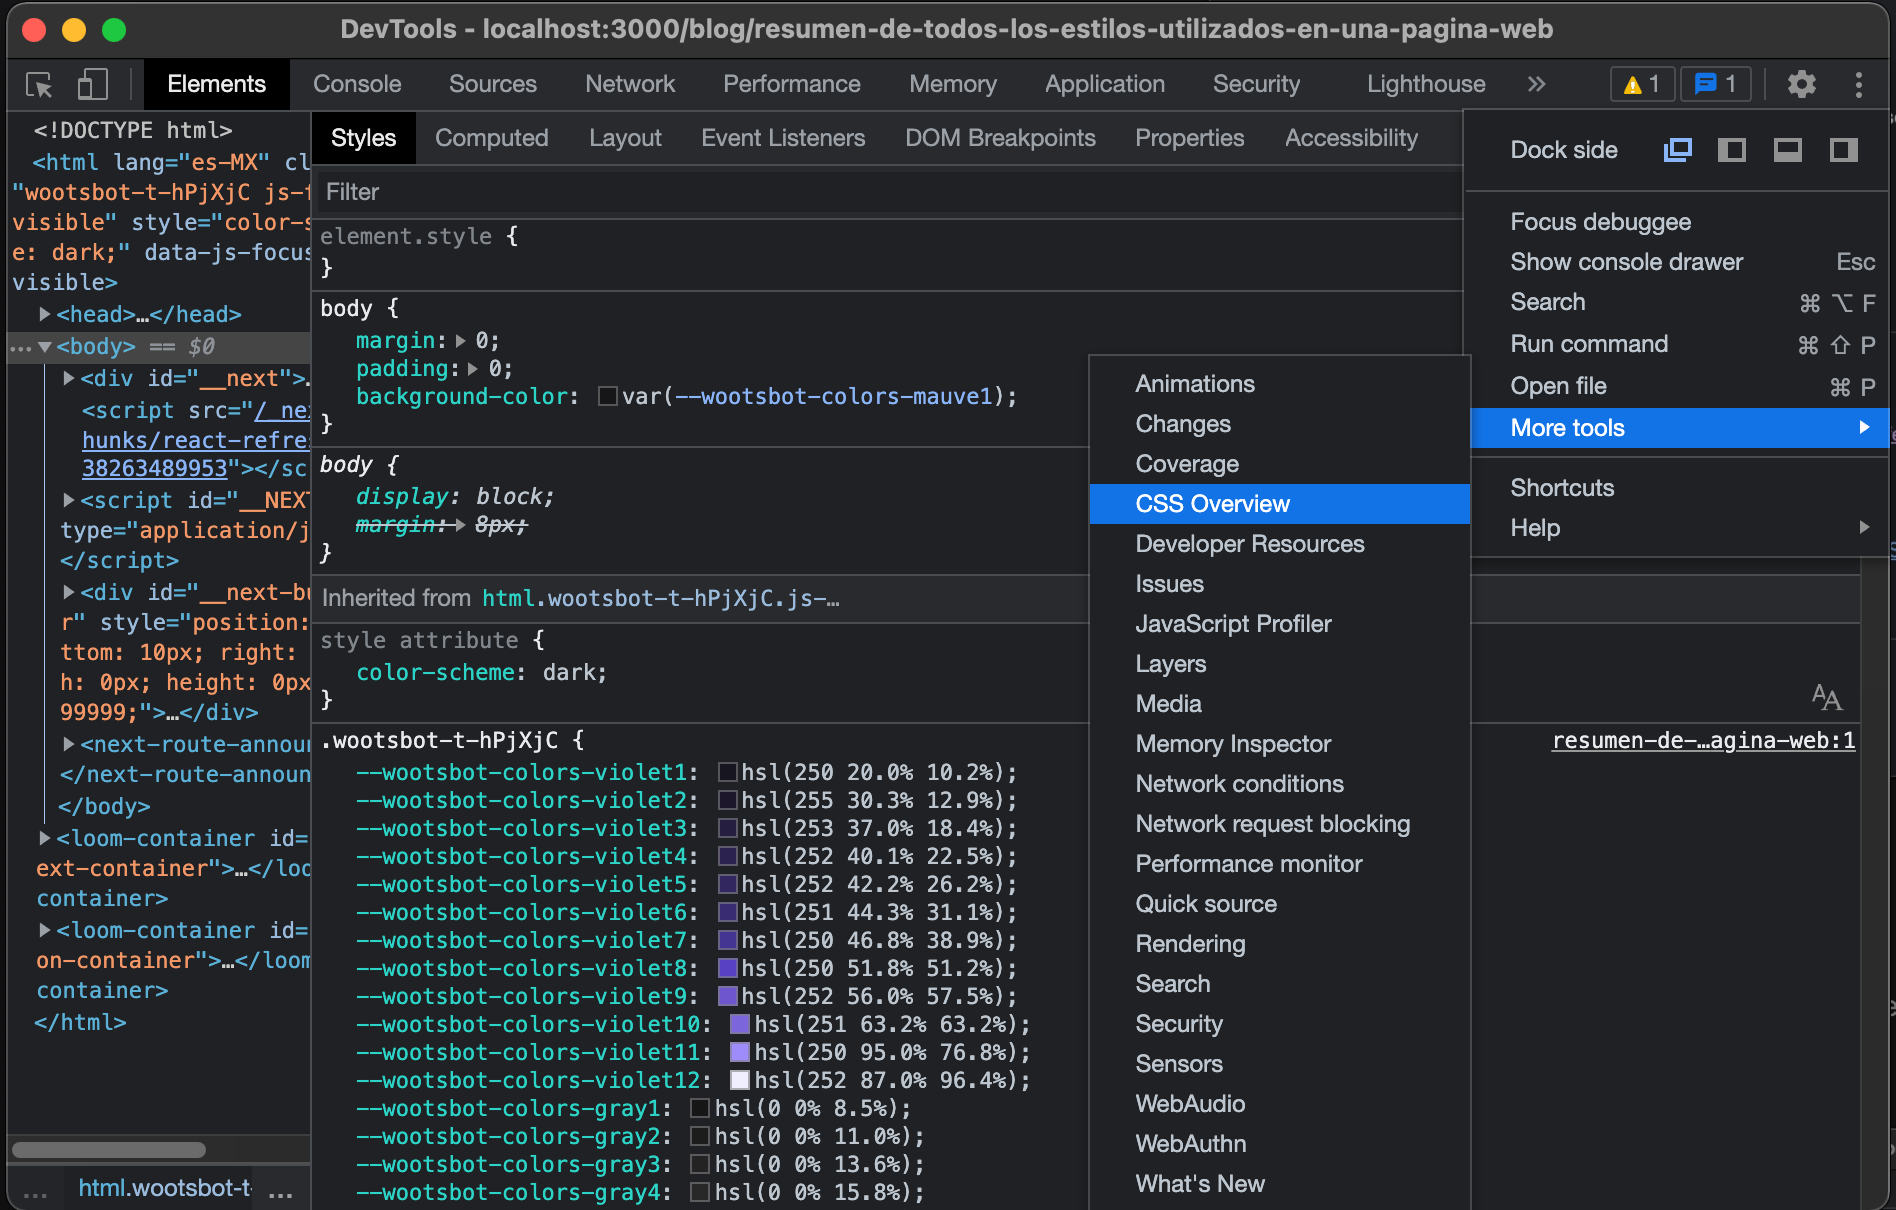 DevTools - localhost:3000/blog/resumen-de-todos-los-estilos-utilizados-en-una-pagina-web
Elements Console Sources Network Performance Memory Application Security Lighthouse » 1 1
<!DOCTYPE html>
<html lang="es-MX" cl
"wootsbot-t-hPjXjC js-f
visible" style="color-s
e: dark;" data-js-focus
visible>
<head>…</head>
… <body> == $0
<div id="__next">.
<script src="/_ne
hunks/react-refre
38263489953"></sc
<script id="__NEXT
type="application/j
</script>
<div id="__next-bu
r" style="position:
ttom: 10px; right:
h: 0px; height: 0px
99999;">…</div>
<next-route-announ
</next-route-announ
</body>
<loom-container id=
ext-container">…</loo
container>
<loom-container id=
on-container">…</loom
container>
</html>
… html.wootsbot-t- …
Styles Computed Layout Event Listeners DOM Breakpoints Properties Accessibility
Filter
element.style {
}
body {
margin: 0;
padding: 0;
background-color: var(--wootsbot-colors-mauve1);
}
body {
display: block;
margin: 8px;
}
Inherited from html.wootsbot-t-hPjXjC.js-…
style attribute {
color-scheme: dark;
}
AA
.wootsbot-t-hPjXjC {
resumen-de-…agina-web:1
--wootsbot-colors-violet1: hsl(250 20.0% 10.2%);
--wootsbot-colors-violet2: hsl(255 30.3% 12.9%);
--wootsbot-colors-violet3: hsl(253 37.0% 18.4%);
--wootsbot-colors-violet4: hsl(252 40.1% 22.5%);
--wootsbot-colors-violet5: hsl(252 42.2% 26.2%);
--wootsbot-colors-violet6: hsl(251 44.3% 31.1%);
--wootsbot-colors-violet7: hsl(250 46.8% 38.9%);
--wootsbot-colors-violet8: hsl(250 51.8% 51.2%);
--wootsbot-colors-violet9: hsl(252 56.0% 57.5%);
--wootsbot-colors-violet10: hsl(251 63.2% 63.2%);
--wootsbot-colors-violet11: hsl(250 95.0% 76.8%);
--wootsbot-colors-violet12: hsl(252 87.0% 96.4%);
--wootsbot-colors-gray1: hsl(0 0% 8.5%);
--wootsbot-colors-gray2: hsl(0 0% 11.0%);
--wootsbot-colors-gray3: hsl(0 0% 13.6%);
--wootsbot-colors-gray4: hsl(0 0% 15.8%);
Dock side
Focus debuggee
Show console drawer Esc
Search ⌘ ⌥ F
Run command ⌘ ⇧ P
Open file ⌘ P
More tools
Shortcuts
Help
Animations
Changes
Coverage
CSS Overview
Developer Resources
Issues
JavaScript Profiler
Layers
Media
Memory Inspector
Network conditions
Network request blocking
Performance monitor
Quick source
Rendering
Search
Security
Sensors
WebAudio
WebAuthn
What's New